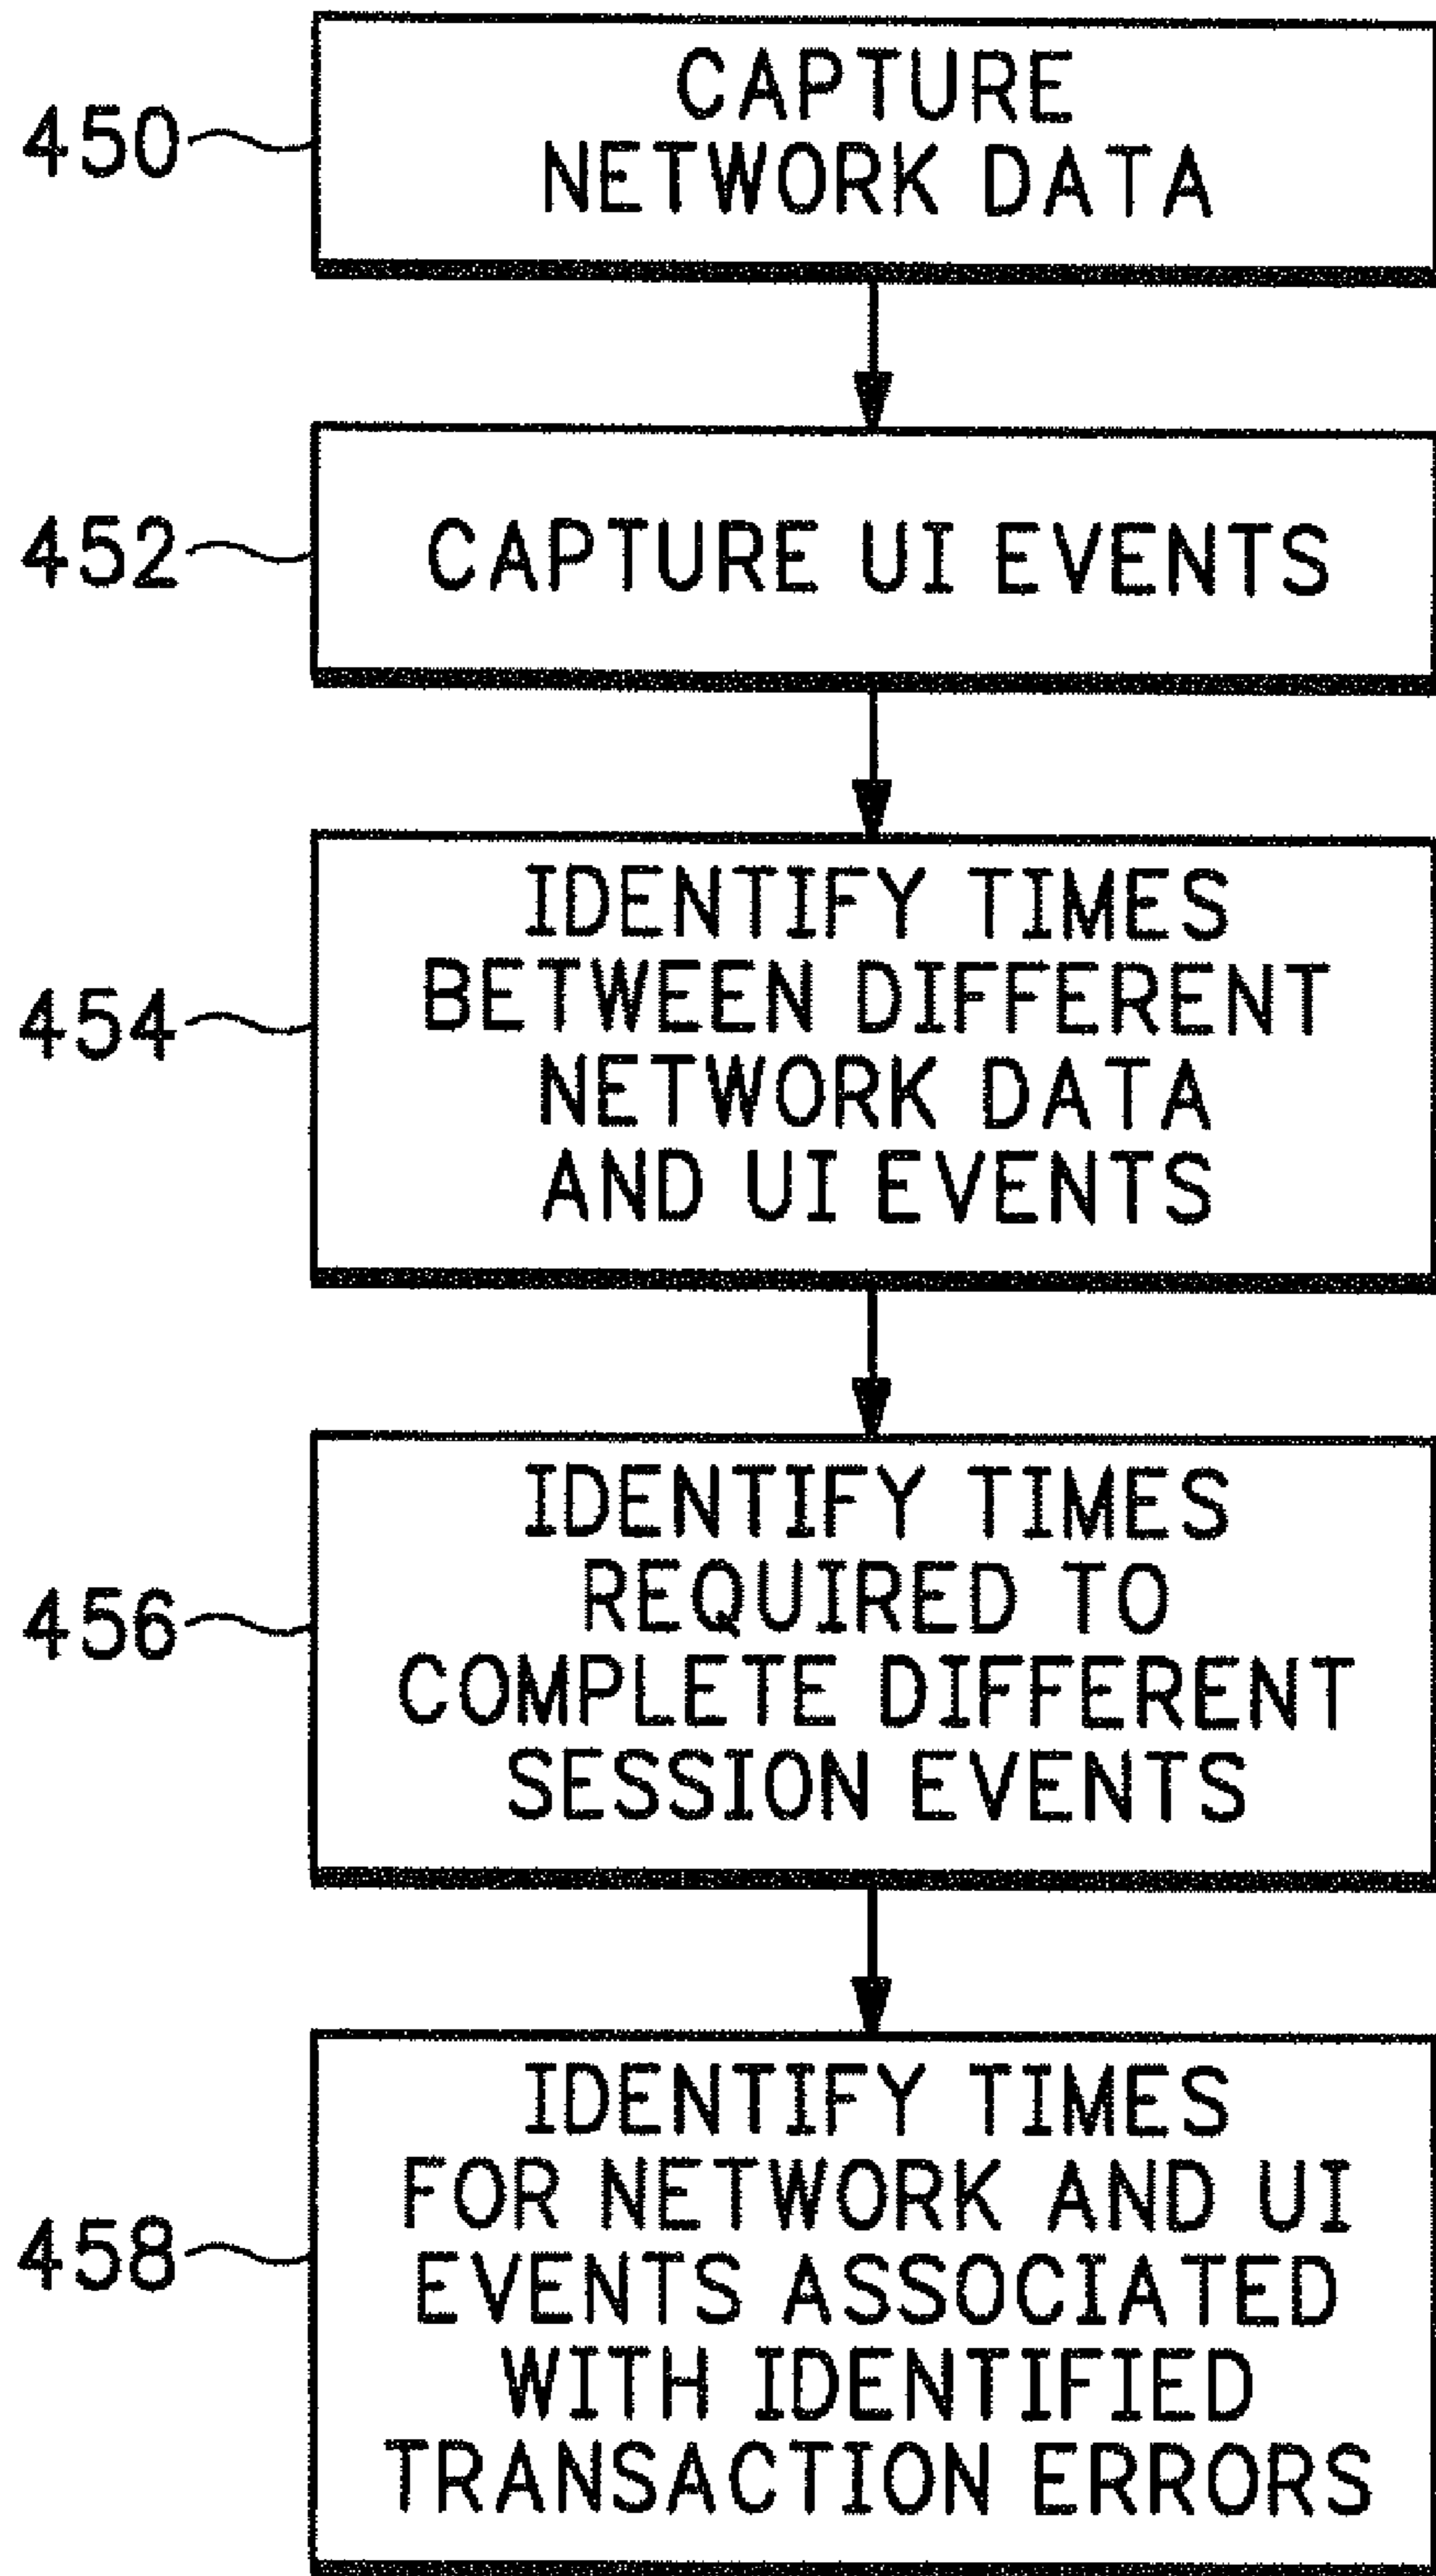 450
CAPTURE
NETWORK DATA
452
CAPTURE UI EVENTS
454
IDENTIFY TIMES
BETWEEN DIFFERENT
NETWORK DATA
AND UI EVENTS
456
IDENTIFY TIMES
REQUIRED TO
COMPLETE DIFFERENT
SESSION EVENTS
458
IDENTIFY TIMES
FOR NETWORK AND UI
EVENTS ASSOCIATED
WITH IDENTIFIED
TRANSACTION ERRORS